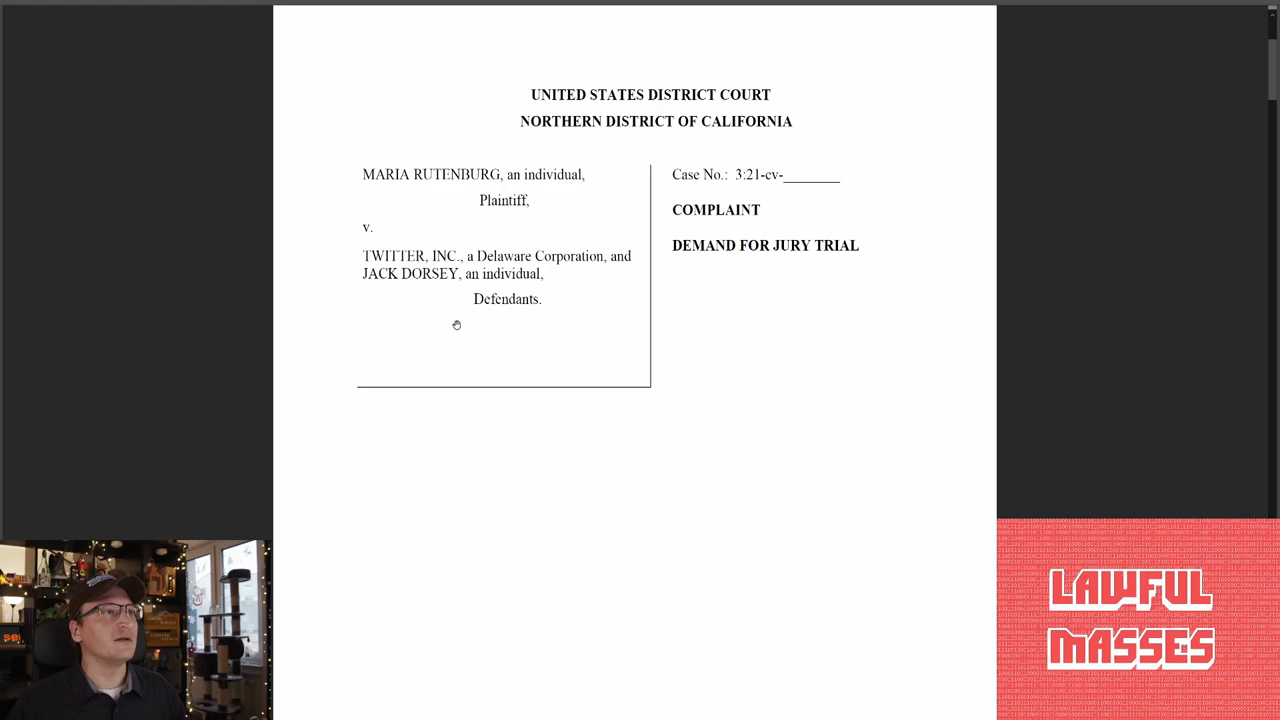 UNITED STATES DISTRICT COURT
NORTHERN DISTRICT OF CALIFORNIA
MARIA RUTENBURG, an individual,
Plaintiff,
v.
TWITTER, INC., a Delaware Corporation, and
JACK DORSEY, an individual,
Defendants.
Case No.: 3:21-cv-________
COMPLAINT
DEMAND FOR JURY TRIAL
LAWFUL
MASSES